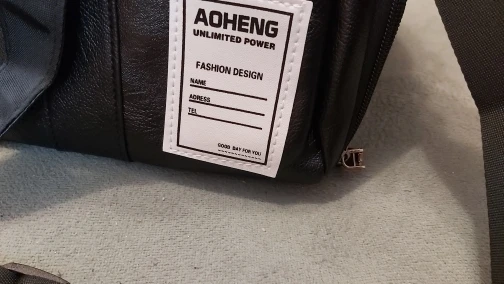 AOHENG
UNLIMITED POWER
FASHION DESIGN
NAME
ADRESS
TEL
GOOD DAY FOR YOU